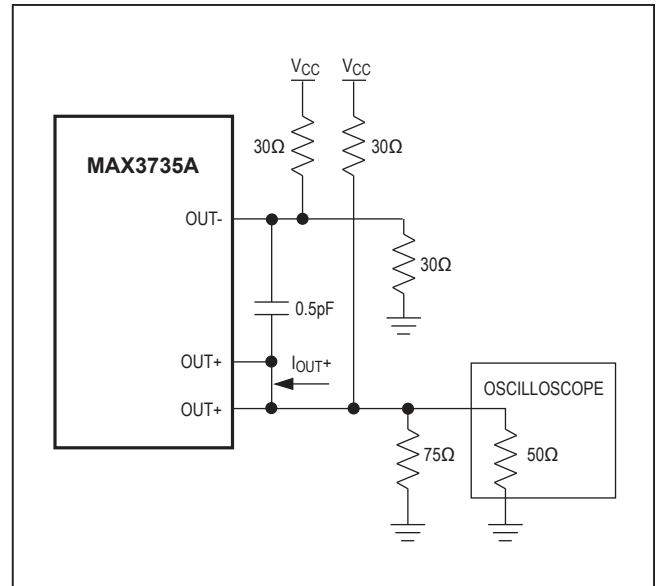 VCC VCC
30Ω 30Ω
MAX3735A
OUT-
30Ω
0.5pF
OUT+ IOUT+
OSCILLOSCOPE
OUT+
75Ω 50Ω